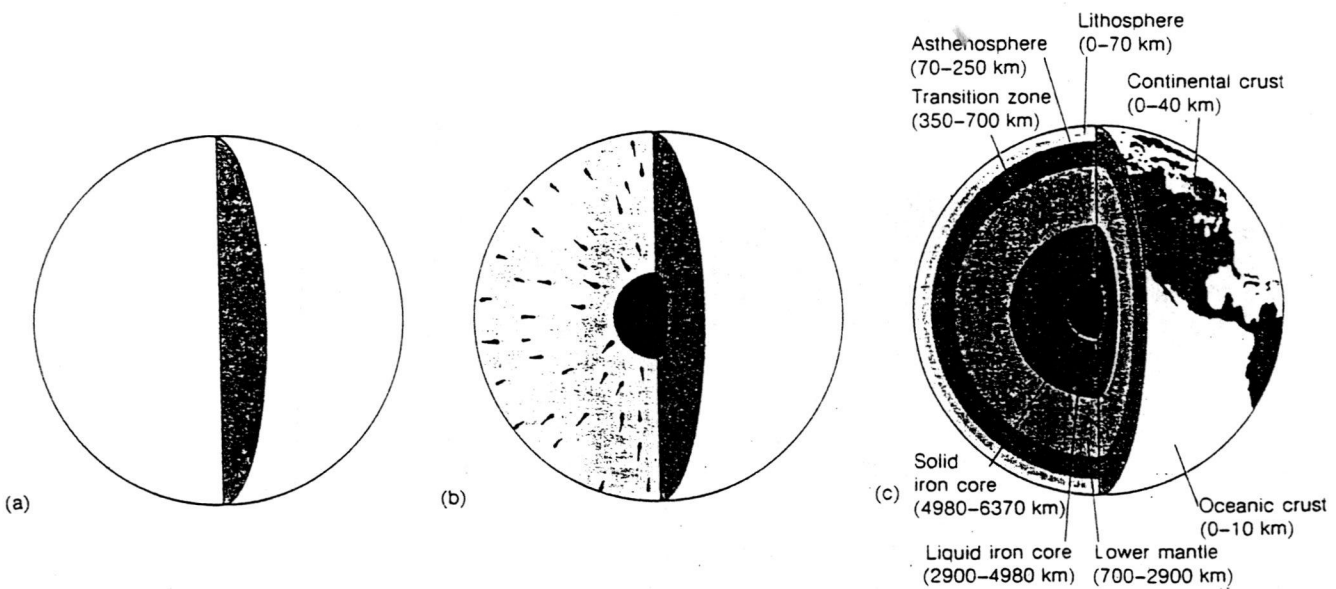 Lithosphere
(0–70 km)
Asthenosphere
(70–250 km)
Continental crust
(0–40 km)
Transition zone
(350–700 km)
(a)
(b)
(c)
Solid
iron core
(4980–6370 km)
Oceanic crust
(0–10 km)
Liquid iron core
(2900–4980 km)
Lower mantle
(700–2900 km)